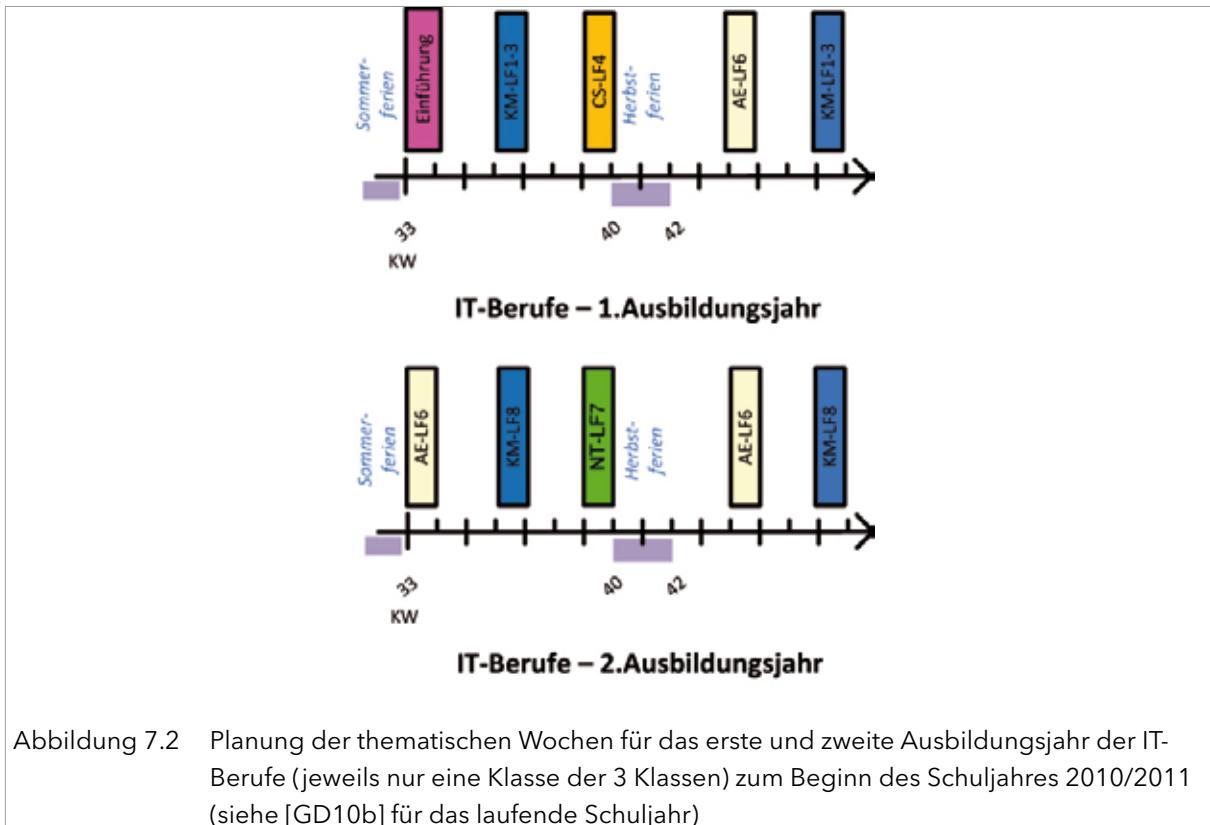 Sommer-
ferien
Einführung
KM-LF1-3
CS-LF4
Herbst-
ferien
AE-LF6
KM-LF1-3
33
KW
40
42
IT-Berufe – 1.Ausbildungsjahr
Sommer-
ferien
AE-LF6
KM-LF8
NT-LF7
Herbst-
ferien
AE-LF6
KM-LF8
33
KW
40
42
IT-Berufe – 2.Ausbildungsjahr
Abbildung 7.2 Planung der thematischen Wochen für das erste und zweite Ausbildungsjahr der IT-
Berufe (jeweils nur eine Klasse der 3 Klassen) zum Beginn des Schuljahres 2010/2011
(siehe [GD10b] für das laufende Schuljahr)